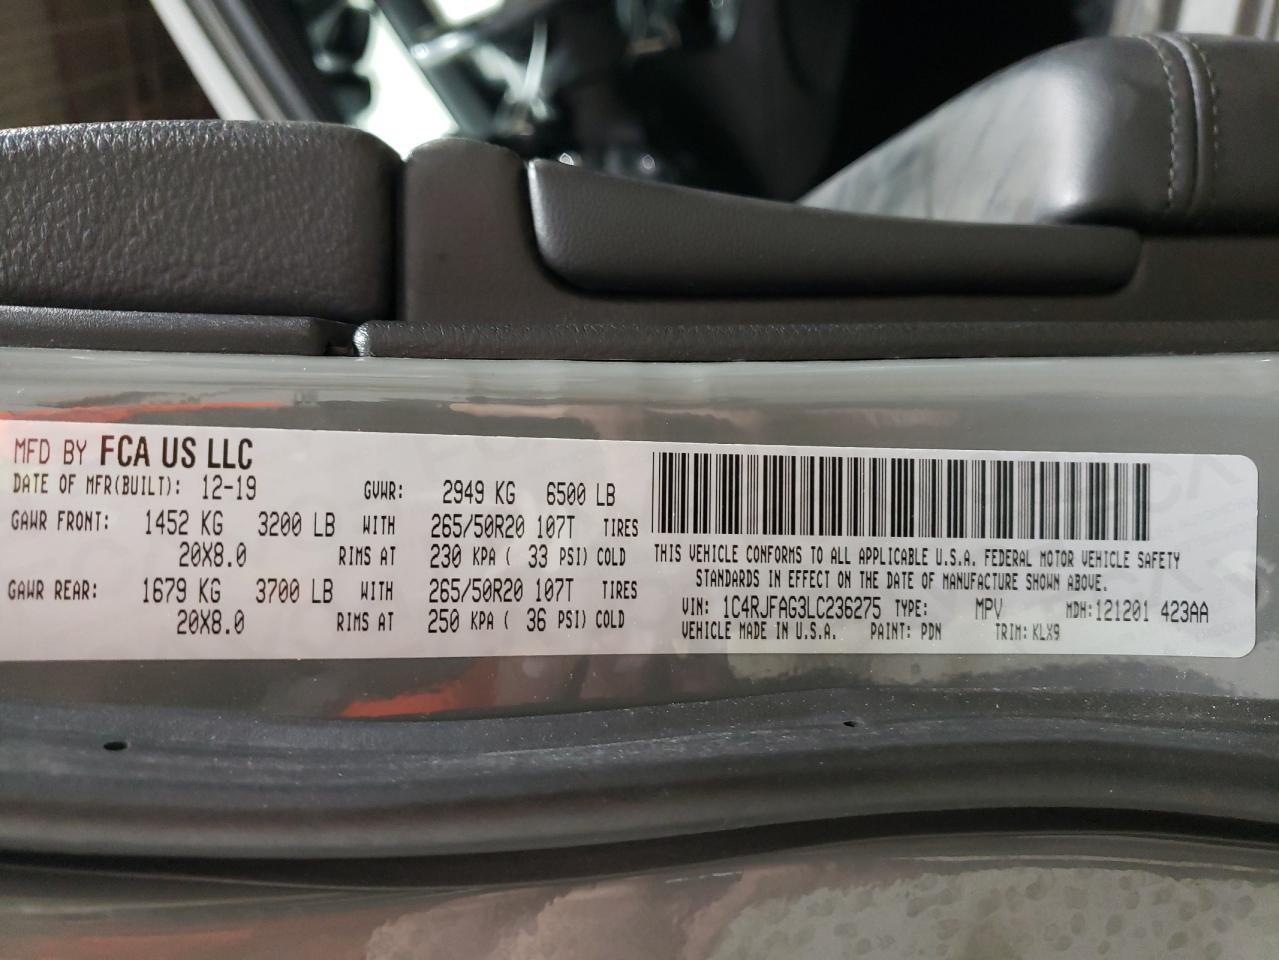 MFD BY FCA US LLC
DATE OF MFR(BUILT): 12-19 GVWR: 2949 KG 6500 LB
GAWR FRONT: 1452 KG 3200 LB WITH 265/50R20 107T TIRES
20X8.0 RIMS AT 230 KPA ( 33 PSI) COLD
GAWR REAR: 1679 KG 3700 LB WITH 265/50R20 107T TIRES
20X8.0 RIMS AT 250 KPA ( 36 PSI) COLD
THIS VEHICLE CONFORMS TO ALL APPLICABLE U.S.A. FEDERAL MOTOR VEHICLE SAFETY
STANDARDS IN EFFECT ON THE DATE OF MANUFACTURE SHOWN ABOVE.
VIN: 1C4RJFAG3LC236275 TYPE: MPV MDH:121201 423AA
VEHICLE MADE IN U.S.A. PAINT: PDN TRIM: KLX9